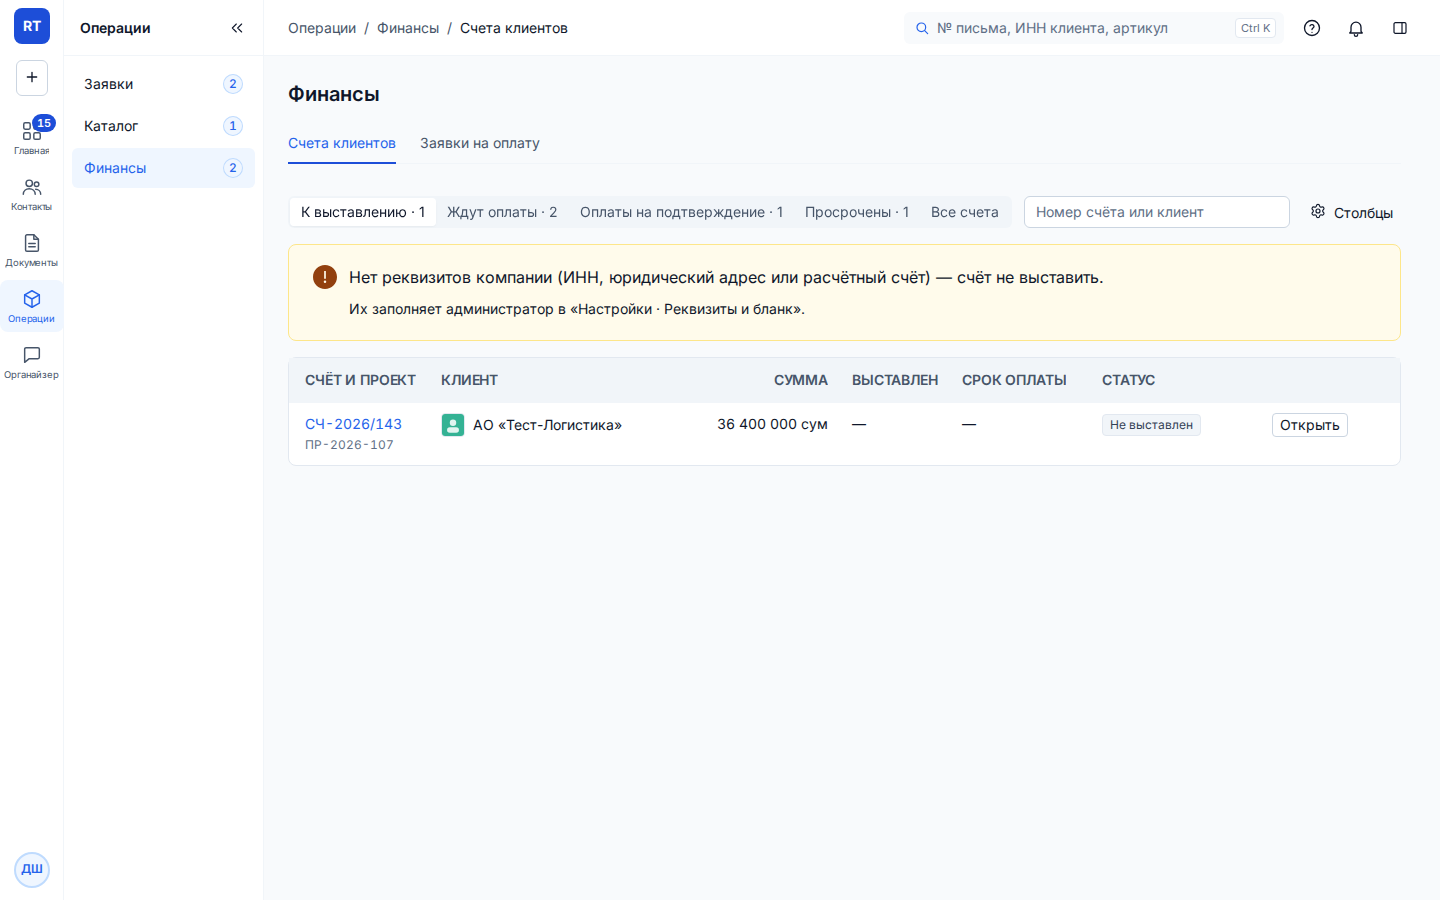 RT
Операции
Операции / Финансы / Счета клиентов
№ письма, ИНН клиента, артикул
Ctrl K
15
Главная
Контакты
Документы
Операции
Органайзер
ДШ
Заявки 2
Каталог 1
Финансы 2
Финансы
Счета клиентов
Заявки на оплату
К выставлению · 1
Ждут оплаты · 2
Оплаты на подтверждение · 1
Просрочены · 1
Все счета
Номер счёта или клиент
Столбцы
Нет реквизитов компании (ИНН, юридический адрес или расчётный счёт) — счёт не выставить.
Их заполняет администратор в «Настройки · Реквизиты и бланк».
СЧЁТ И ПРОЕКТ КЛИЕНТ СУММА ВЫСТАВЛЕН СРОК ОПЛАТЫ СТАТУС
СЧ-2026/143 АО «Тест-Логистика» 36 400 000 сум — — Не выставлен Открыть
ПР-2026-107